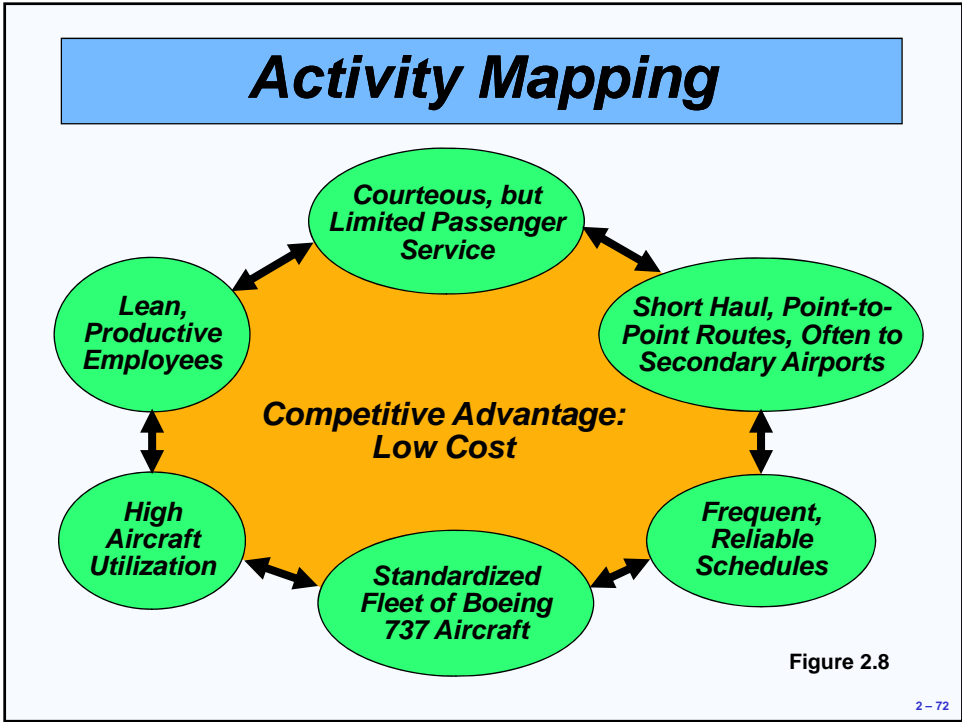 Activity Mapping
Courteous, but
Limited Passenger
Service
Lean,
Productive
Employees
Short Haul, Point-to-
Point Routes, Often to
Secondary Airports
Competitive Advantage:
Low Cost
High
Aircraft
Utilization
Frequent,
Reliable
Schedules
Standardized
Fleet of Boeing
737 Aircraft
Figure 2.8
2 – 72